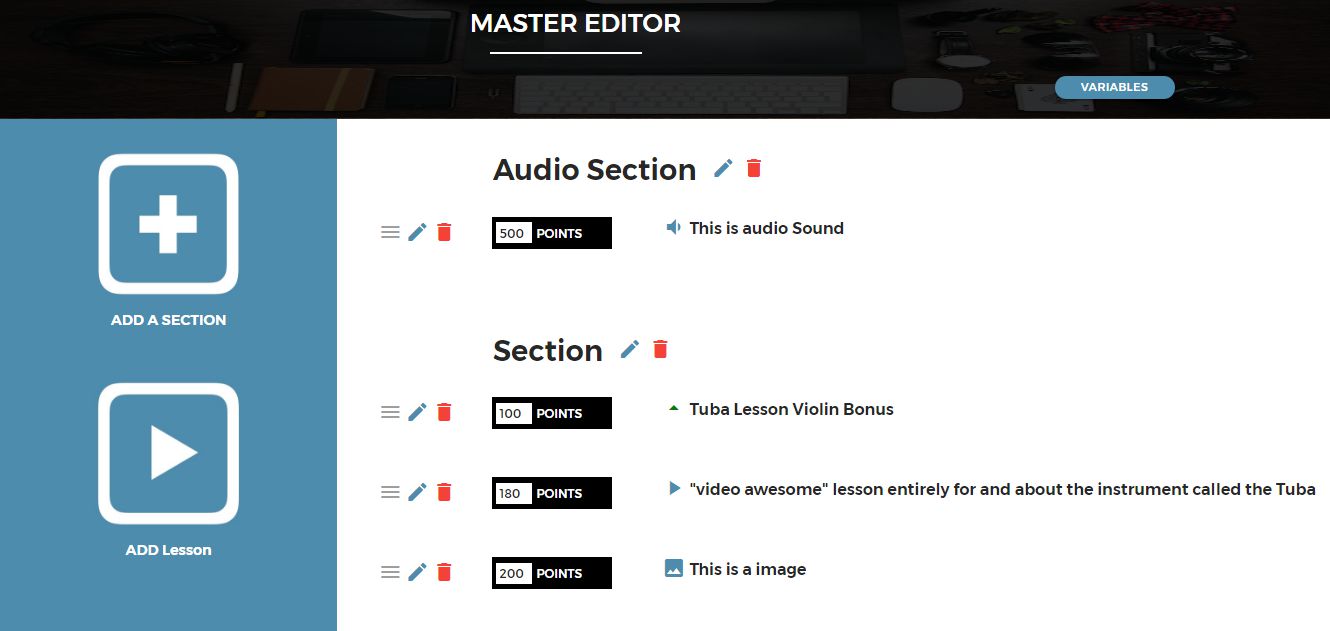 MASTER EDITOR
VARIABLES
ADD A SECTION
ADD Lesson
Audio Section
500 POINTS This is audio Sound
Section
100 POINTS Tuba Lesson Violin Bonus
180 POINTS "video awesome" lesson entirely for and about the instrument called the Tuba
200 POINTS This is a image